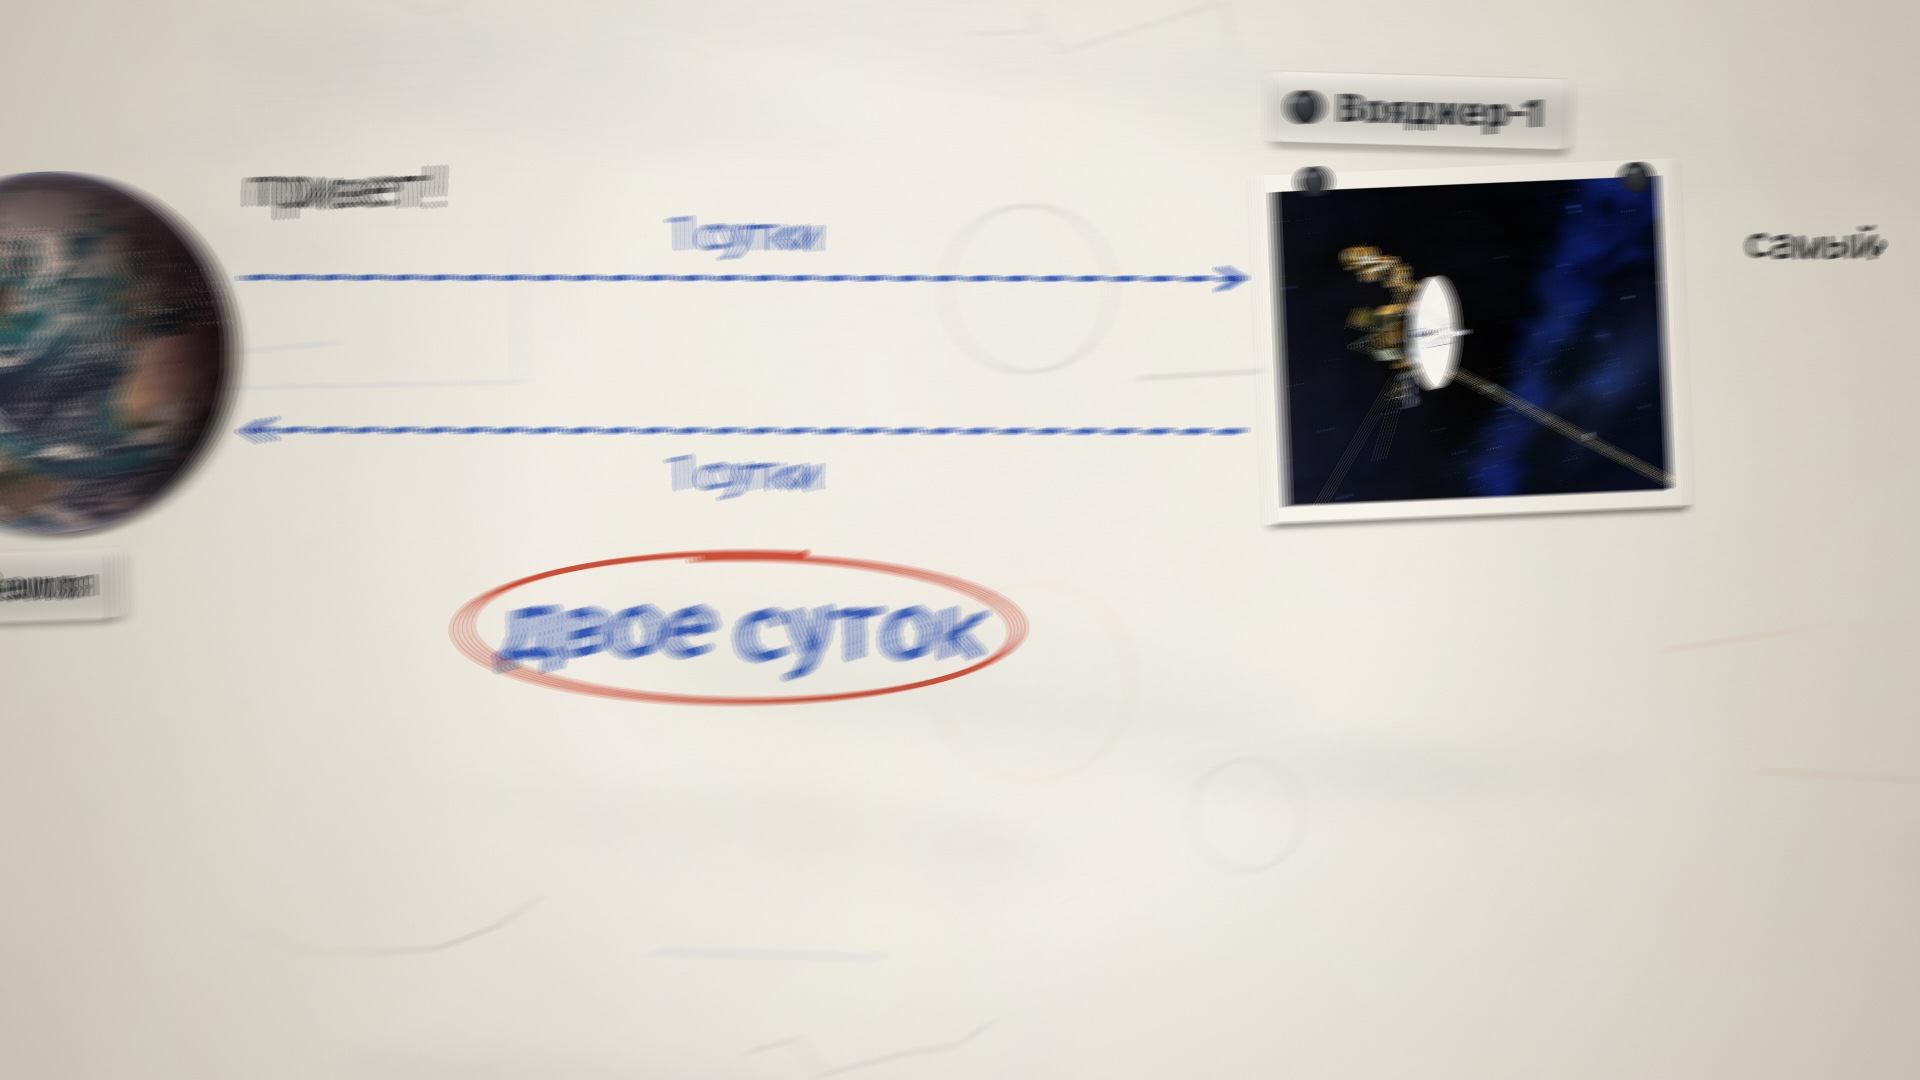 Вояджер-1
Привет!
1 сутки
самый
1 сутки
двое суток